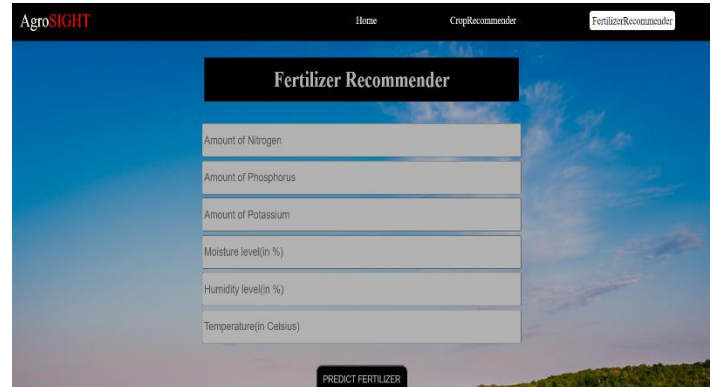 AgroSIGHT Home CropRecommender FertilizerRecommender
Fertilizer Recommender
Amount of Nitrogen
Amount of Phosphorus
Amount of Potassium
Moisture level(in %)
Humidity level(in %)
Temperature(in Celsius)
PREDICT FERTILIZER